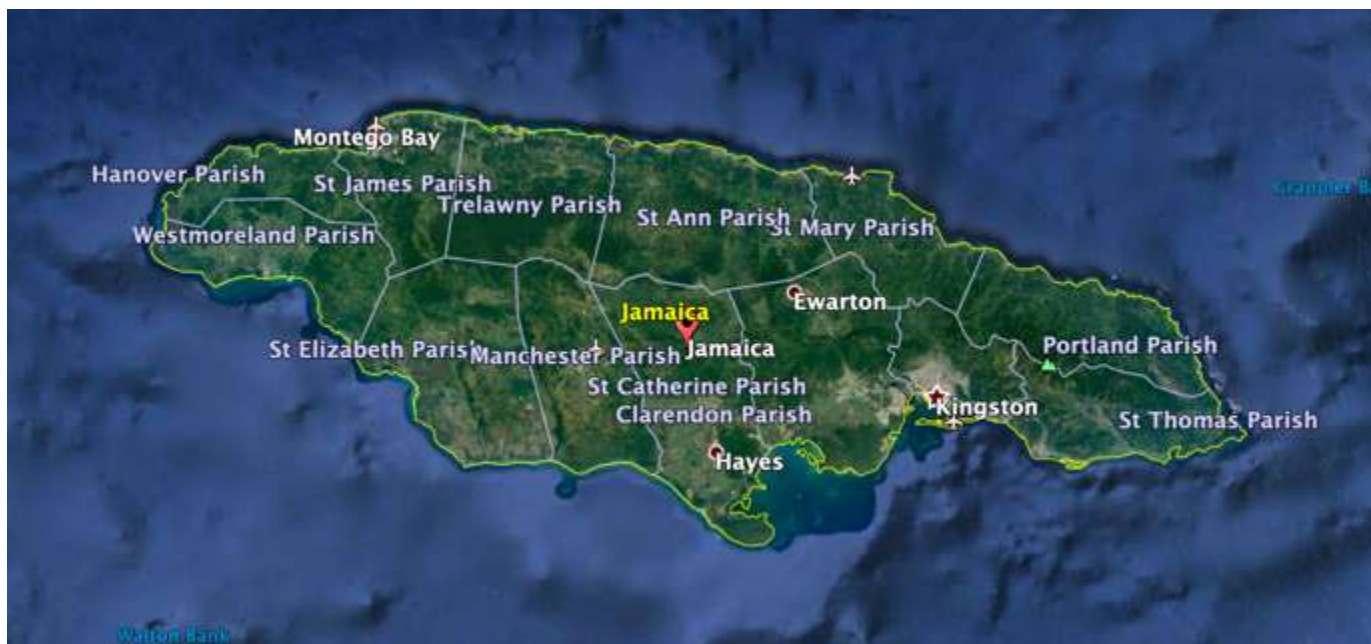 Montego Bay
Hanover Parish
St James Parish
Trelawny Parish
St Ann Parish
St Mary Parish
Westmoreland Parish
Ewarton
Jamaica
Jamaica
St Elizabeth Parish
Manchester Parish
Portland Parish
St Catherine Parish
Clarendon Parish
Kingston
St Thomas Parish
Hayes
Walton Bank